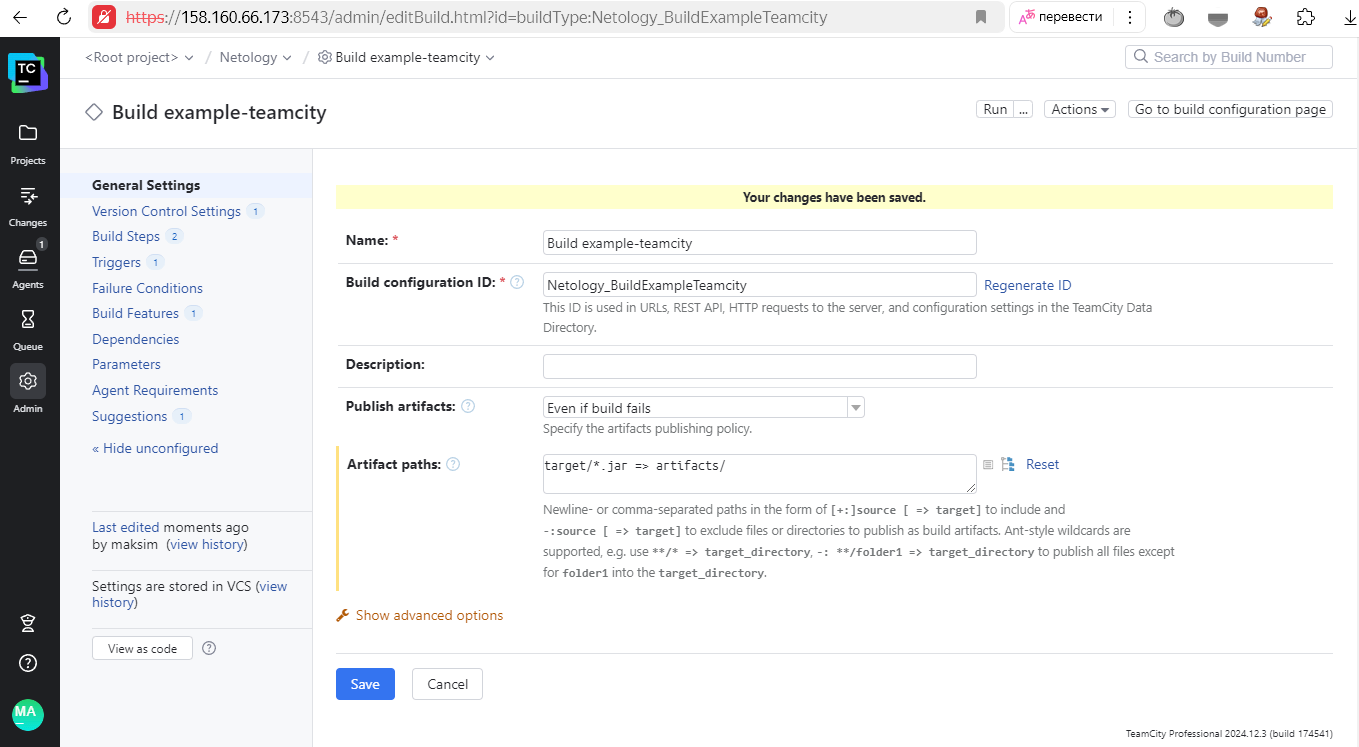 https://158.160.66.173:8543/admin/editBuild.html?id=buildType:Netology_BuildExampleTeamcity
перевести
TC
<Root project> / Netology / Build example-teamcity
Search by Build Number
Build example-teamcity
Run ... Actions Go to build configuration page
Projects
Changes
1
Agents
Queue
Admin
MA
General Settings
Version Control Settings 1
Build Steps 2
Triggers 1
Failure Conditions
Build Features 1
Dependencies
Parameters
Agent Requirements
Suggestions 1
« Hide unconfigured
Last edited moments ago
by maksim (view history)
Settings are stored in VCS (view
history)
View as code ?
Your changes have been saved.
Name: *
Build example-teamcity
Build configuration ID: * ?
Netology_BuildExampleTeamcity Regenerate ID
This ID is used in URLs, REST API, HTTP requests to the server, and configuration settings in the TeamCity Data
Directory.
Description:
Publish artifacts: ?
Even if build fails
Specify the artifacts publishing policy.
Artifact paths: ?
target/*.jar => artifacts/
Reset
Newline- or comma-separated paths in the form of [+:]source [ => target] to include and
-:source [ => target] to exclude files or directories to publish as build artifacts. Ant-style wildcards are
supported, e.g. use **/* => target_directory, -: **/folder1 => target_directory to publish all files except
for folder1 into the target_directory.
Show advanced options
Save Cancel
TeamCity Professional 2024.12.3 (build 174541)